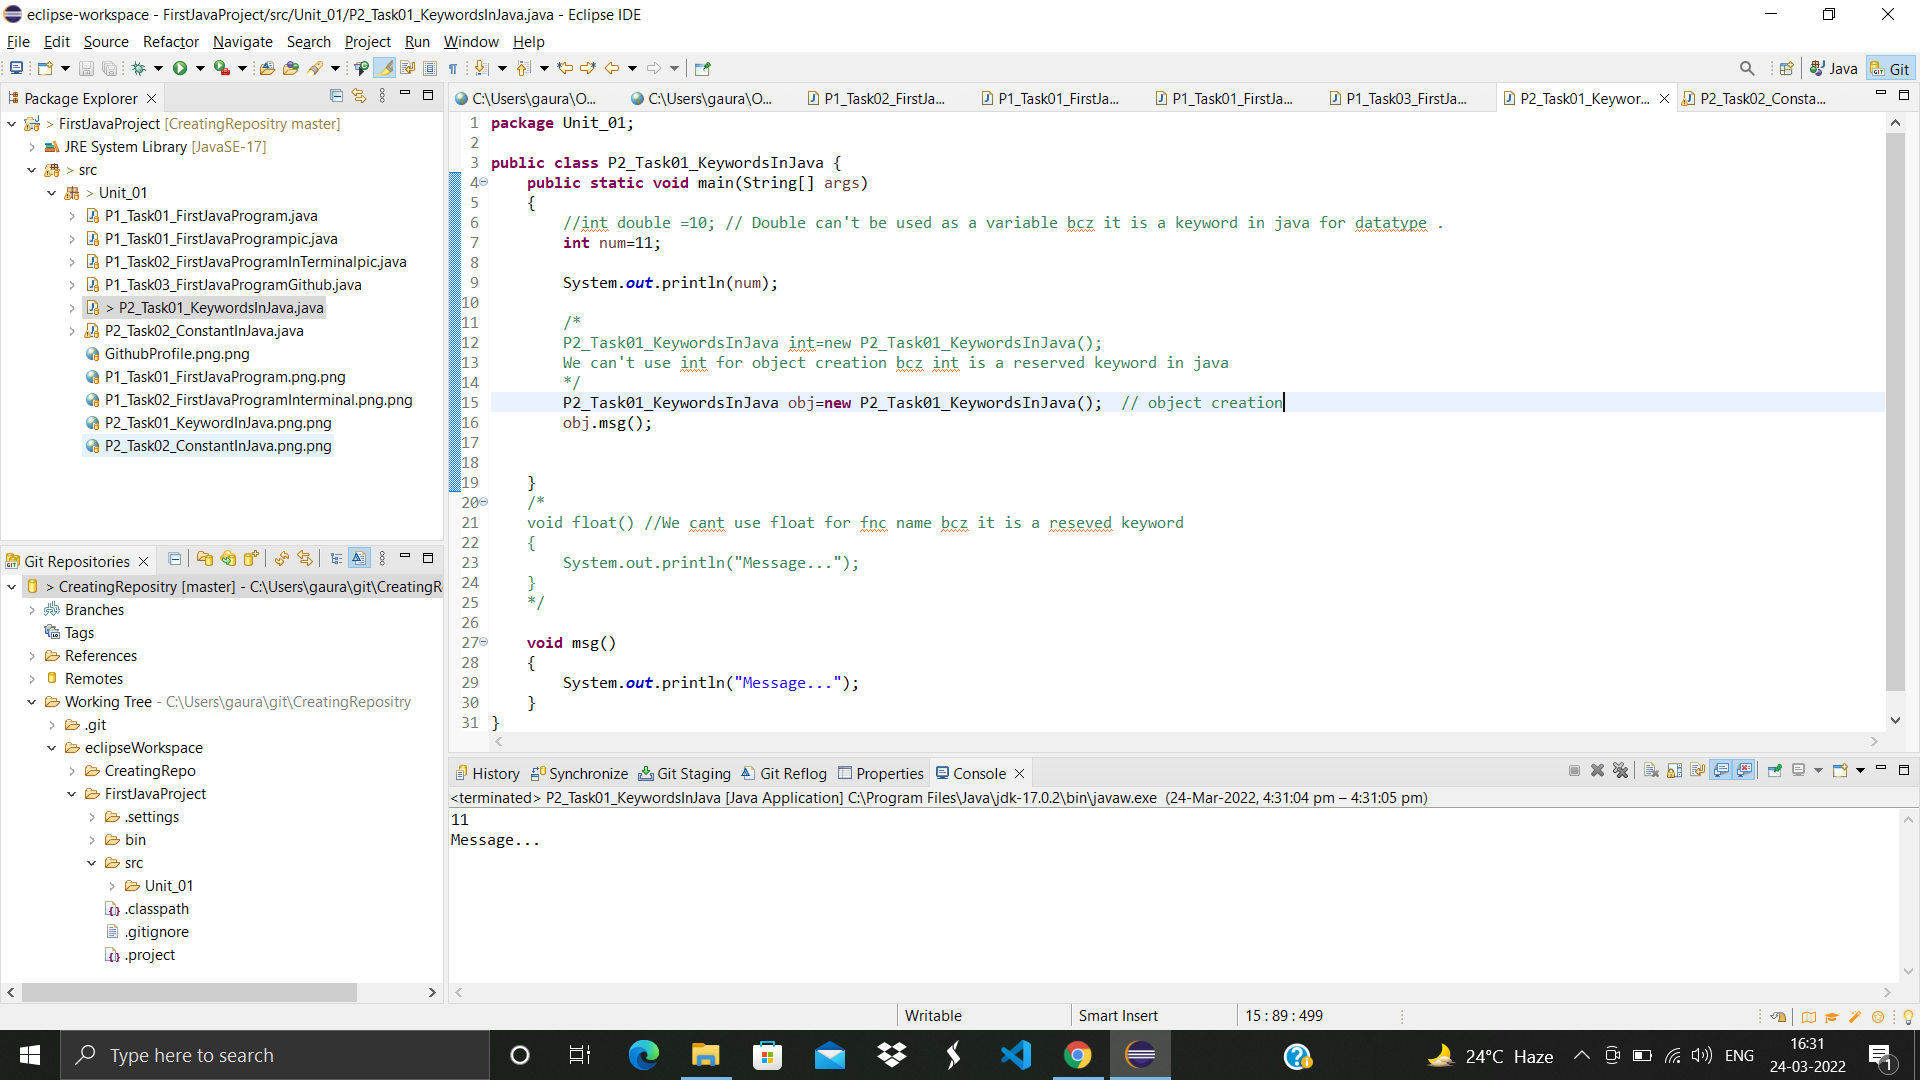 eclipse-workspace - FirstJavaProject/src/Unit_01/P2_Task01_KeywordsInJava.java - Eclipse IDE
File Edit Source Refactor Navigate Search Project Run Window Help
Java Git
Package Explorer
> FirstJavaProject [CreatingRepositry master]
JRE System Library [JavaSE-17]
> src
> Unit_01
P1_Task01_FirstJavaProgram.java
P1_Task01_FirstJavaProgrampic.java
P1_Task02_FirstJavaProgramInTerminalpic.java
P1_Task03_FirstJavaProgramGithub.java
> P2_Task01_KeywordsInJava.java
P2_Task02_ConstantInJava.java
GithubProfile.png.png
P1_Task01_FirstJavaProgram.png.png
P1_Task02_FirstJavaProgramInterminal.png.png
P2_Task01_KeywordInJava.png.png
P2_Task02_ConstantInJava.png.png
Git Repositories
> CreatingRepositry [master] - C:\Users\gaura\git\CreatingR
Branches
Tags
References
Remotes
Working Tree - C:\Users\gaura\git\CreatingRepositry
.git
eclipseWorkspace
CreatingRepo
FirstJavaProject
.settings
bin
src
Unit_01
.classpath
.gitignore
.project
C:\Users\gaura\O... C:\Users\gaura\O... P1_Task02_FirstJa... P1_Task01_FirstJa... P1_Task01_FirstJa... P1_Task03_FirstJa... P2_Task01_Keywor... P2_Task02_Consta...
1 package Unit_01;
2
3 public class P2_Task01_KeywordsInJava {
4 public static void main(String[] args)
5 {
6 //int double =10; // Double can't be used as a variable bcz it is a keyword in java for datatype .
7 int num=11;
8
9 System.out.println(num);
10
11 /*
12 P2_Task01_KeywordsInJava int=new P2_Task01_KeywordsInJava();
13 We can't use int for object creation bcz int is a reserved keyword in java
14 */
15 P2_Task01_KeywordsInJava obj=new P2_Task01_KeywordsInJava(); // object creation
16 obj.msg();
17
18
19 }
20 /*
21 void float() //We cant use float for fnc name bcz it is a reseved keyword
22 {
23 System.out.println("Message...");
24 }
25 */
26
27 void msg()
28 {
29 System.out.println("Message...");
30 }
31 }
History Synchronize Git Staging Git Reflog Properties Console
<terminated> P2_Task01_KeywordsInJava [Java Application] C:\Program Files\Java\jdk-17.0.2\bin\javaw.exe (24-Mar-2022, 4:31:04 pm – 4:31:05 pm)
11
Message...
Writable Smart Insert 15 : 89 : 499
Type here to search
24°C Haze ENG 16:31
24-03-2022
1